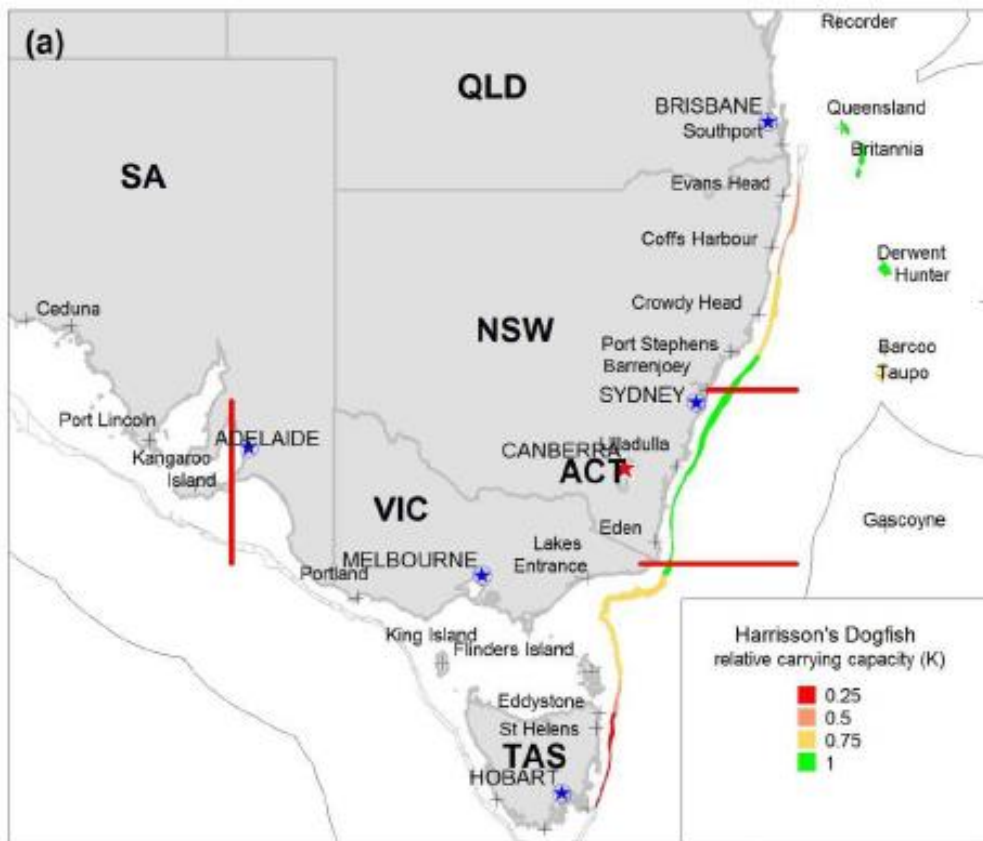 (a)
Recorder
QLD
BRISBANE
Southport
Queensland
Britannia
SA
Evans Head
Coffs Harbour
Derwent
Hunter
Ceduna
NSW
Crowdy Head
Port Stephens
Barrenjoey
Barcoo
Taupo
SYDNEY
Port Lincoln
ADELAIDE
Kangaroo
Island
CANBERRA
Ulladulla
ACT
VIC
Eden
Gascoyne
MELBOURNE
Lakes
Entrance
Portland
King Island
Flinders Island
Eddystone
St Helens
TAS
HOBART
Harrisson's Dogfish
relative carrying capacity (K)
0.25
0.5
0.75
1